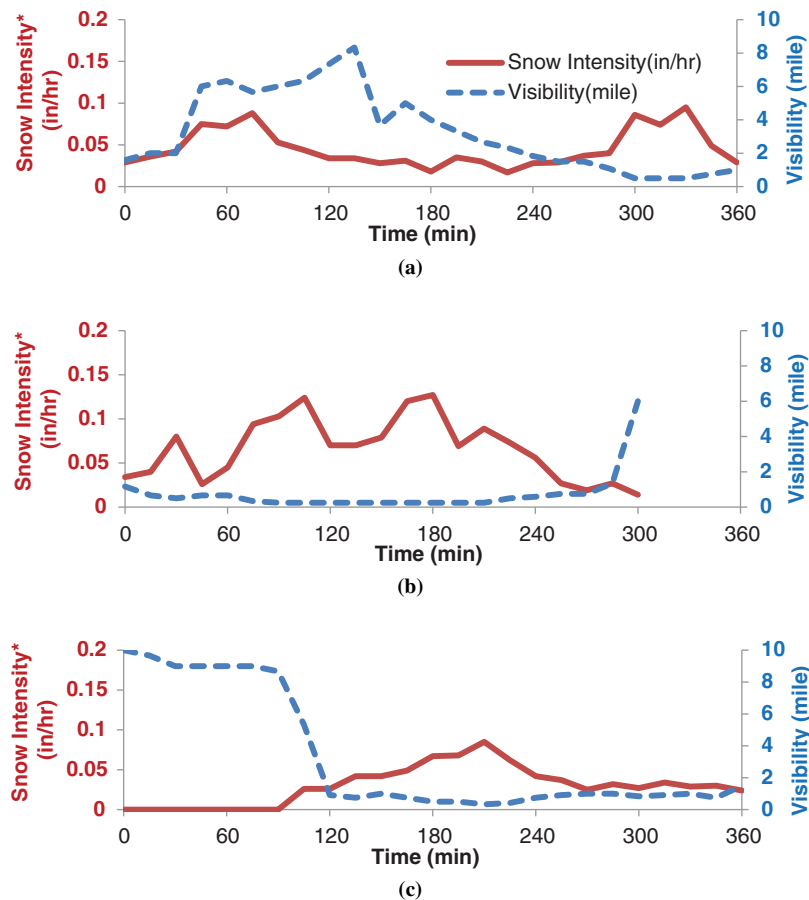 Snow Intensity*
(in/hr)
0.2
0.15
0.1
0.05
0
Snow Intensity(in/hr)
Visibility(mile)
10
8
6
4
2
0
Visibility (mile)
0 60 120 180 240 300 360
Time (min)
(a)
Snow Intensity*
(in/hr)
0.2
0.15
0.1
0.05
0
10
8
6
4
2
0
Visibility (mile)
0 60 120 180 240 300 360
Time (min)
(b)
Snow Intensity*
(in/hr)
0.2
0.15
0.1
0.05
0
10
8
6
4
2
0
Visibility (mile)
0 60 120 180 240 300 360
Time (min)
(c)